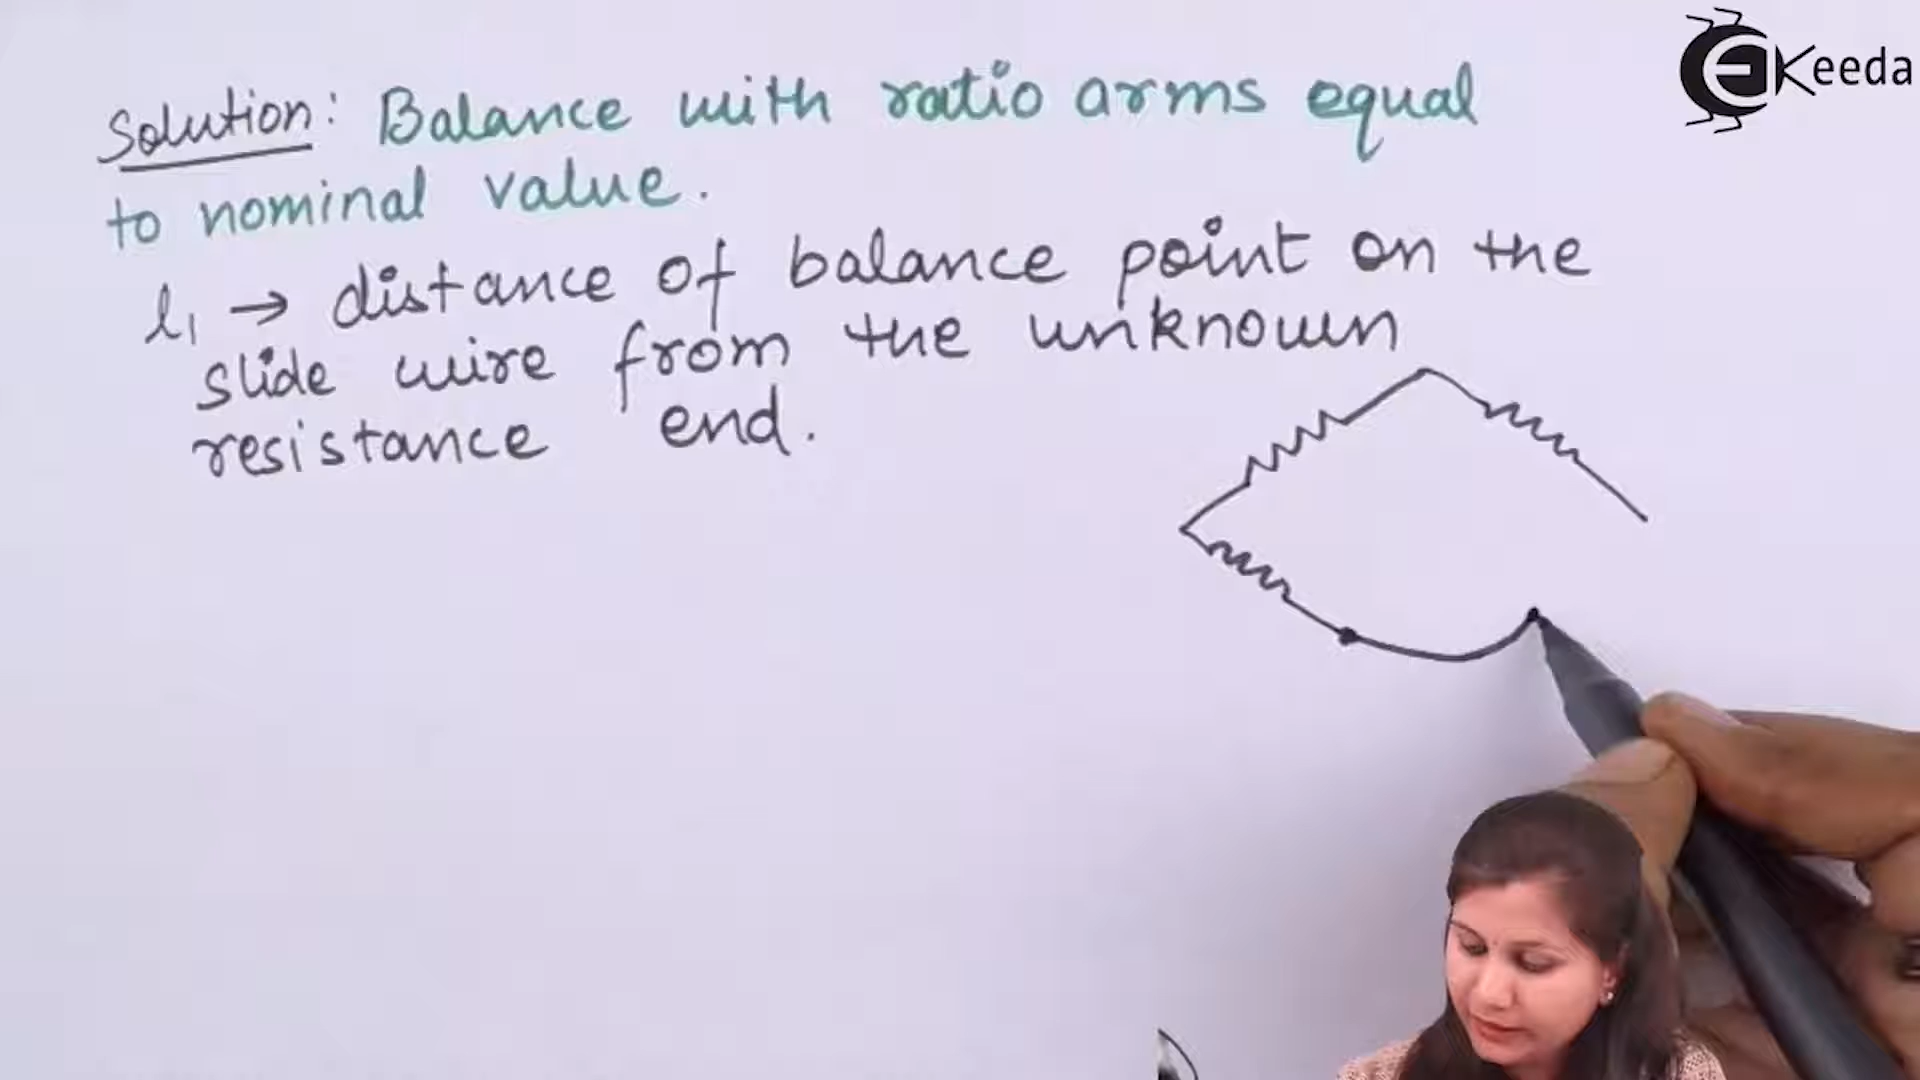 Solution: Balance with ratio arms equal
to nominal value.
l1 → distance of balance point on the
slide wire from the unknown
resistance end.
EKeeda